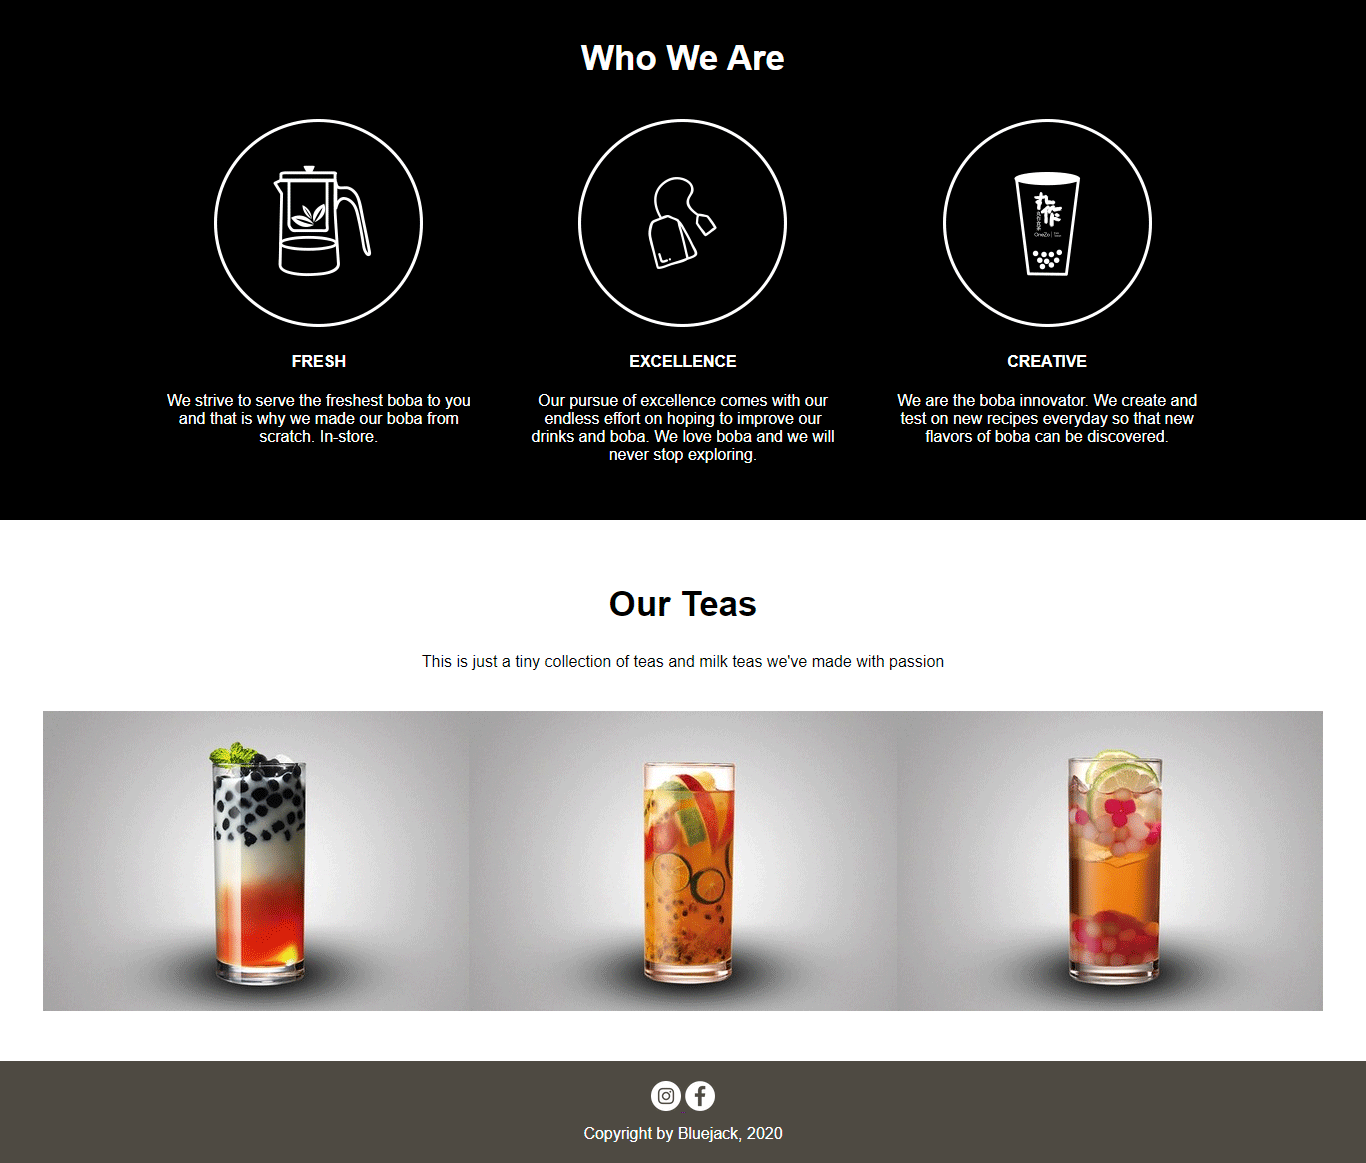 Who We Are
L.
丸作
OneZo
FRESH
EXCELLENCE
CREATIVE
We strive to serve the freshest boba to you
and that is why we made our boba from
scratch. In-store.
Our pursue of excellence comes with our
endless effort on hoping to improve our
drinks and boba. We love boba and we will
never stop exploring.
We are the boba innovator. We create and
test on new recipes everyday so that new
flavors of boba can be discovered.
Our Teas
This is just a tiny collection of teas and milk teas we've made with passion
Copyright by Bluejack, 2020